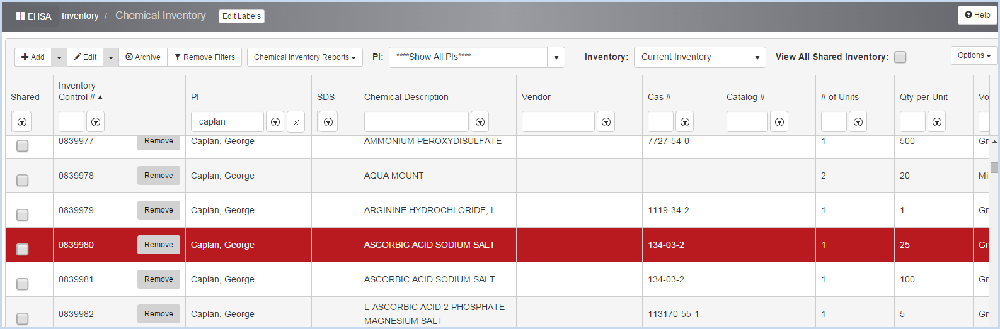 EHSA Inventory / Chemical Inventory Edit Labels Help
Add Edit Archive Remove Filters Chemical Inventory Reports PI: ****Show All PIs**** Inventory: Current Inventory View All Shared Inventory: Options
Shared Inventory Control # PI SDS Chemical Description Vendor Cas # Catalog # # of Units Qty per Unit Vo
caplan
0839977 Remove Caplan, George AMMONIUM PEROXYDISULFATE 7727-54-0 1 500 Gr
0839978 Remove Caplan, George AQUA MOUNT 2 20 Mil
0839979 Remove Caplan, George ARGININE HYDROCHLORIDE, L- 1119-34-2 1 1 Gr
0839980 Remove Caplan, George ASCORBIC ACID SODIUM SALT 134-03-2 1 25 Gr
0839981 Remove Caplan, George ASCORBIC ACID SODIUM SALT 134-03-2 1 100 Gr
0839982 Remove Caplan, George L-ASCORBIC ACID 2 PHOSPHATE MAGNESIUM SALT 113170-55-1 1 5 Gr